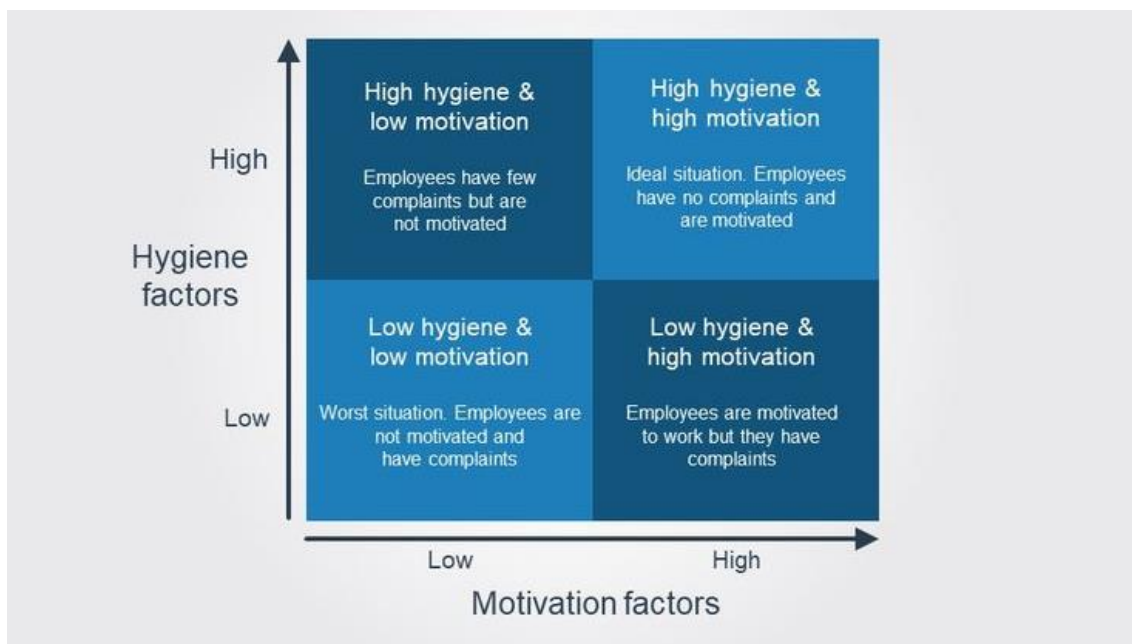 High hygiene &
low motivation
Employees have few
complaints but are
not motivated
High hygiene &
high motivation
Ideal situation. Employees
have no complaints and
are motivated
High
Hygiene
factors
Low hygiene &
low motivation
Worst situation. Employees are
not motivated and
have complaints
Low hygiene &
high motivation
Employees are motivated
to work but they have
complaints
Low
Low
High
Motivation factors